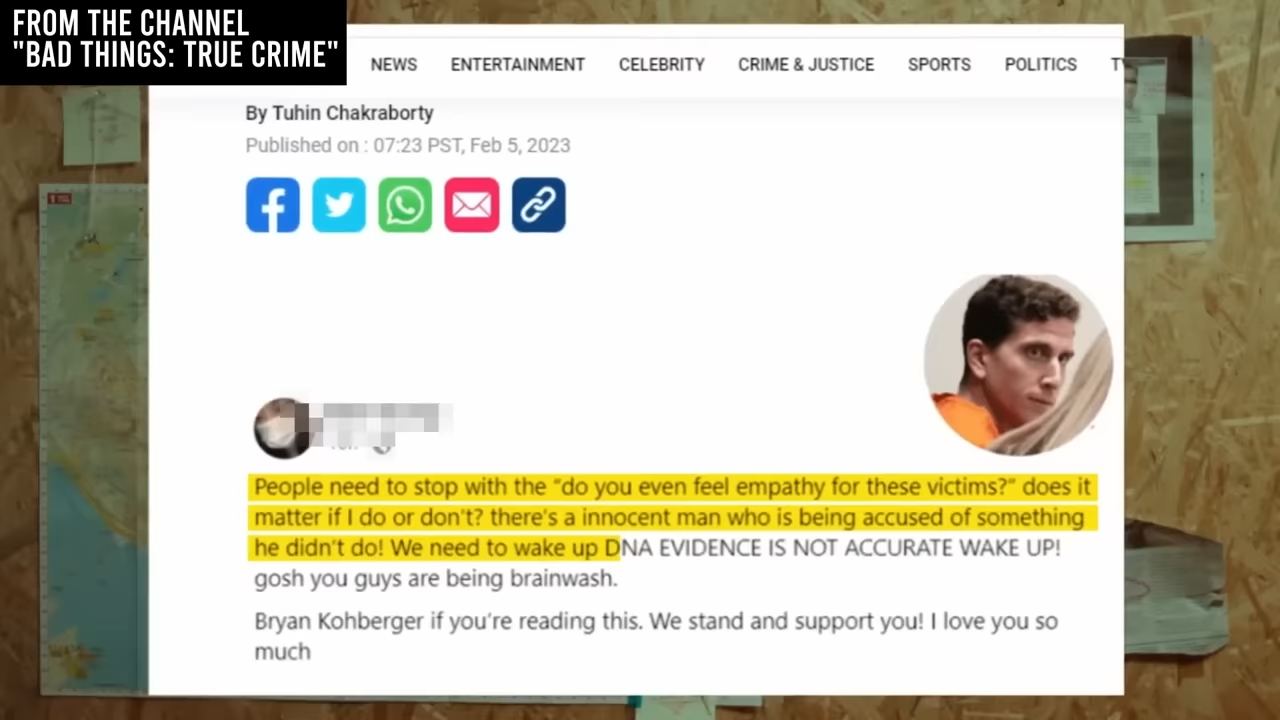 FROM THE CHANNEL
"BAD THINGS: TRUE CRIME"
NEWS ENTERTAINMENT CELEBRITY CRIME & JUSTICE SPORTS POLITICS
By Tuhin Chakraborty
Published on : 07:23 PST, Feb 5, 2023
People need to stop with the “do you even feel empathy for these victims?” does it
matter if I do or don't? there's a innocent man who is being accused of something
he didn't do! We need to wake up DNA EVIDENCE IS NOT ACCURATE WAKE UP!
gosh you guys are being brainwash.
Bryan Kohberger if you're reading this. We stand and support you! I love you so
much